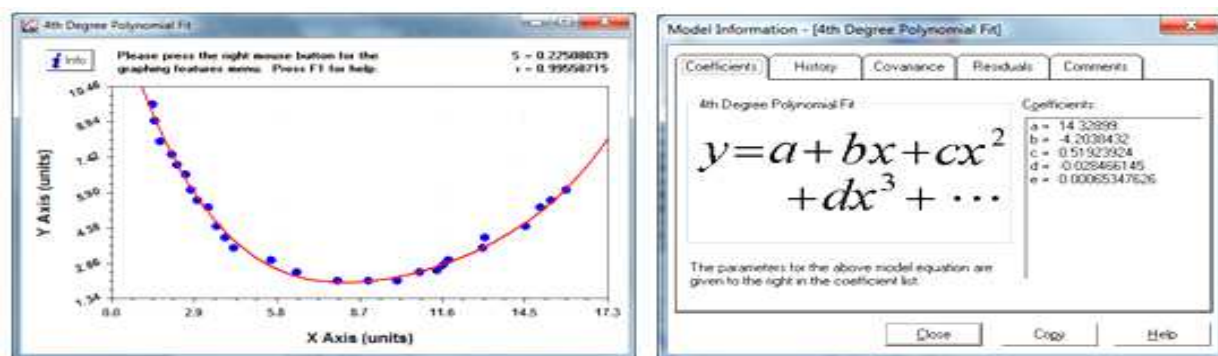 4th Degree Polynomial Fit
Info
Please press the right mouse button for the
graphing features menu. Press F1 for help.
S = 0.22508039
r = 0.99558715
Y Axis (units)
10.46
8.94
7.42
5.90
4.38
2.86
1.34
0.0 2.9 5.8 8.7 11.6 14.5 17.3
X Axis (units)
Model Information - [4th Degree Polynomial Fit]
Coefficients History Covariance Residuals Comments
4th Degree Polynomial Fit
y=a+bx+cx²
+dx³+⋯
Coefficients:
a = 14.32899
b = -4.2038432
c = 0.51923924
d = -0.028466145
e = 0.00065347626
The parameters for the above model equation are
given to the right in the coefficient list.
Close Copy Help